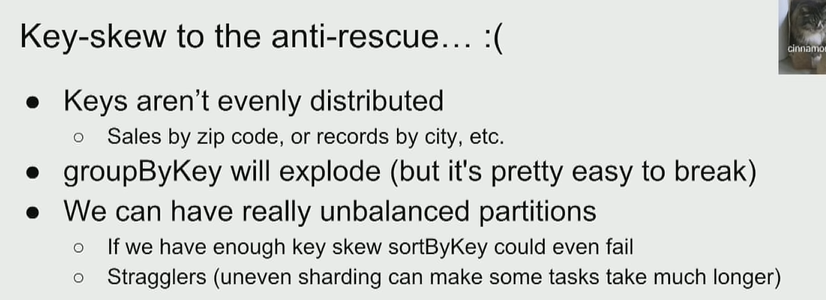 Key-skew to the anti-rescue… :(
● Keys aren’t evenly distributed
○ Sales by zip code, or records by city, etc.
● groupByKey will explode (but it's pretty easy to break)
● We can have really unbalanced partitions
○ If we have enough key skew sortByKey could even fail
○ Stragglers (uneven sharding can make some tasks take much longer)